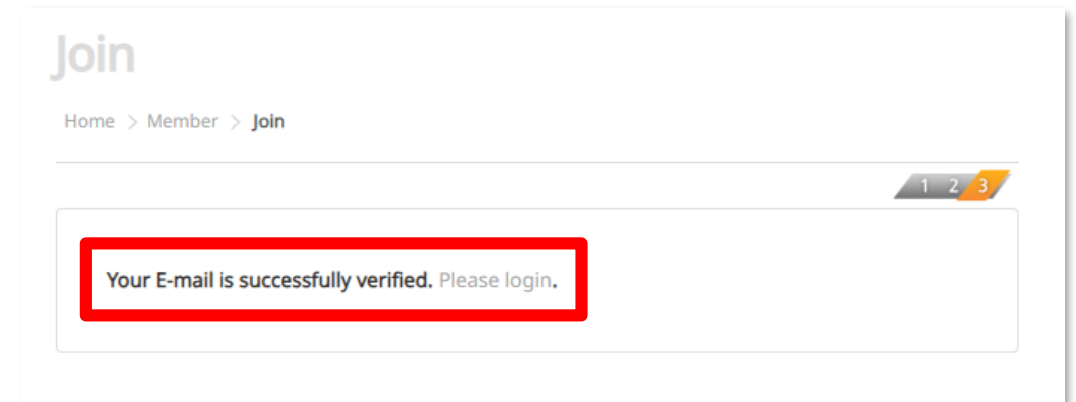 Join
Home > Member > Join
1 2 3
Your E-mail is successfully verified. Please login.